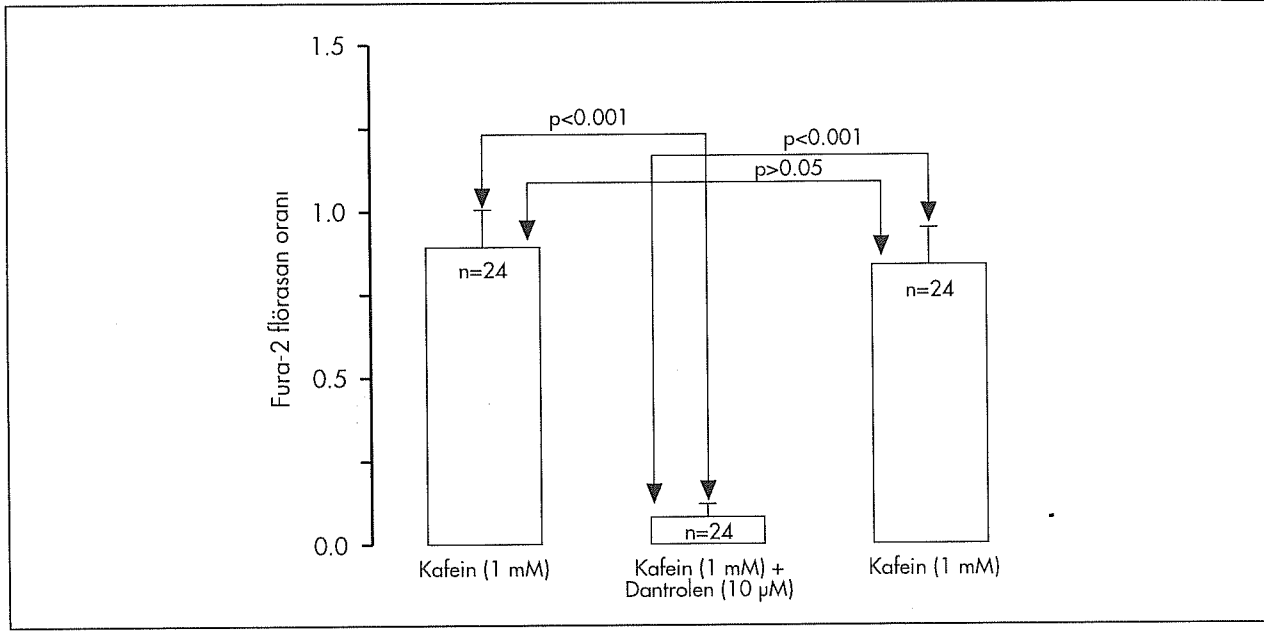 1.5
p<0.001
p<0.001
p>0.05
1.0
n=24
n=24
Fura-2 flörasan oranı
0.5
n=24
0.0
Kafein (1 mM)
Kafein (1 mM) +
Dantrolen (10 µM)
Kafein (1 mM)